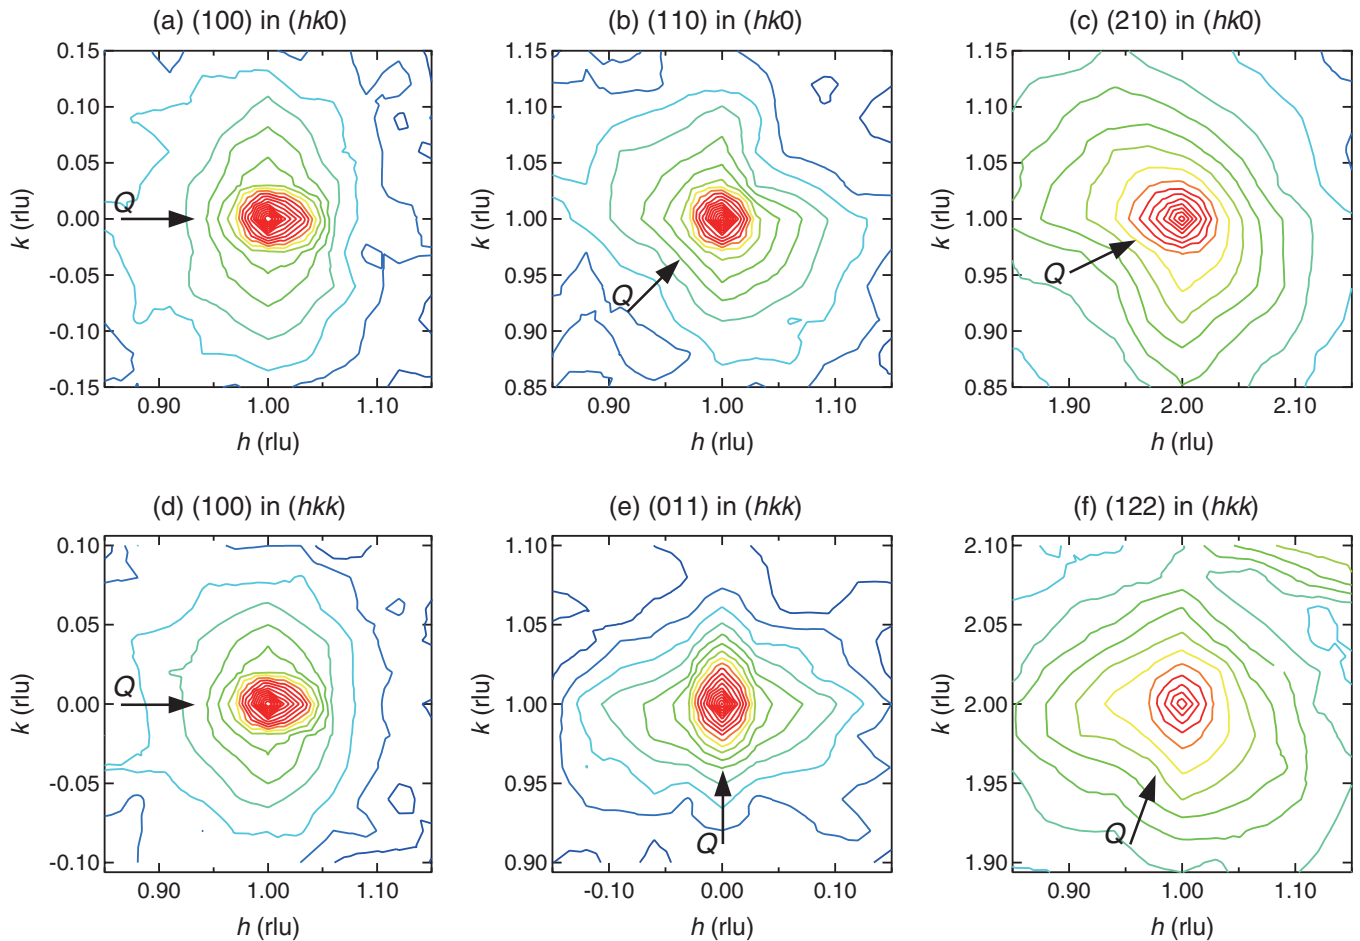 (a) (100) in (hk0)
(b) (110) in (hk0)
(c) (210) in (hk0)
0.15
0.10
0.05
0.00
-0.05
-0.10
-0.15
k (rlu)
Q
0.90 1.00 1.10
h (rlu)
1.15
1.10
1.05
1.00
0.95
0.90
0.85
k (rlu)
Q
0.90 1.00 1.10
h (rlu)
1.15
1.10
1.05
1.00
0.95
0.90
0.85
k (rlu)
Q
1.90 2.00 2.10
h (rlu)
(d) (100) in (hkk)
(e) (011) in (hkk)
(f) (122) in (hkk)
0.10
0.05
0.00
-0.05
-0.10
k (rlu)
Q
0.90 1.00 1.10
h (rlu)
1.10
1.05
1.00
0.95
0.90
k (rlu)
Q
-0.10 0.00 0.10
h (rlu)
2.10
2.05
2.00
1.95
1.90
k (rlu)
Q
0.90 1.00 1.10
h (rlu)